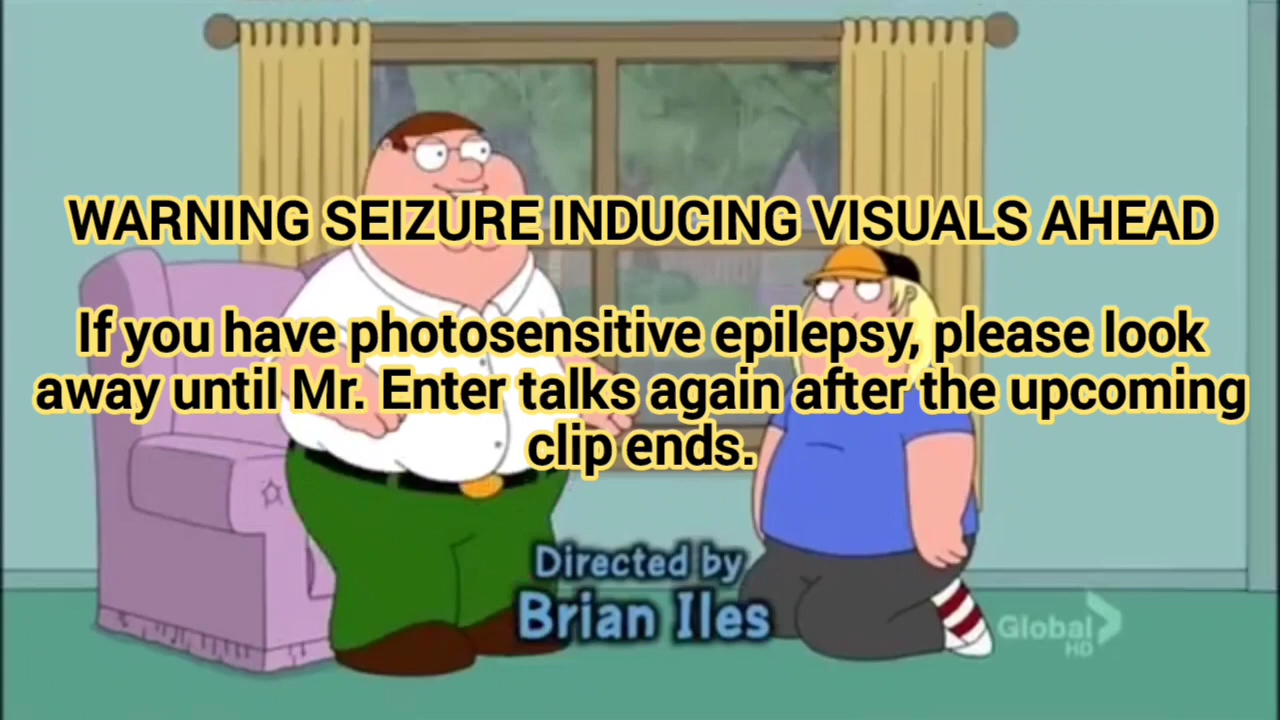 WARNING SEIZURE INDUCING VISUALS AHEAD
If you have photosensitive epilepsy, please look
away until Mr. Enter talks again after the upcoming
clip ends.
Directed by
Brian Iles
Global
HD